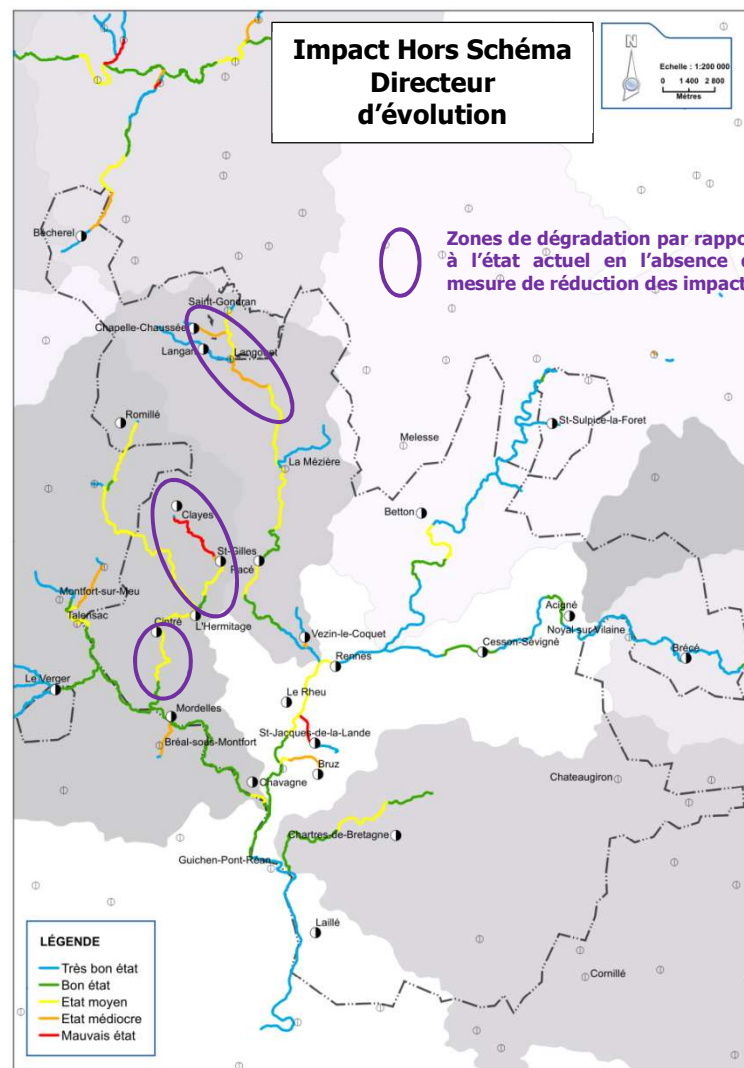 Impact Hors Schéma
Directeur
d'évolution
N
Echelle : 1:200 000
0 1 400 2 800
Mètres
Zones de dégradation par rappo
à l'état actuel en l'absence
mesure de réduction des impact
Bécherel
Saint-Gondran
Chapelle-Chaussée
Langan
Langouet
Romillé
La Mézière
Melesse
St-Sulpice-la-Foret
Betton
Clayes
St-Gilles
Pacé
Montfort-sur-Meu
Talensac
Cintré
L'Hermitage
Vezin-le-Coquet
Rennes
Cesson-Sévigné
Acigné
Noyal sur Vilaine
Brécé
Le Verger
Le Rheu
Mordelles
St-Jacques-de-la-Lande
Bréal-sous-Montfort
Bruz
Chavagne
Chateaugiron
Chartres-de-Bretagne
Guichen-Pont-Réan
Laillé
Cornillé
LÉGENDE
Très bon état
Bon état
Etat moyen
Etat médiocre
Mauvais état